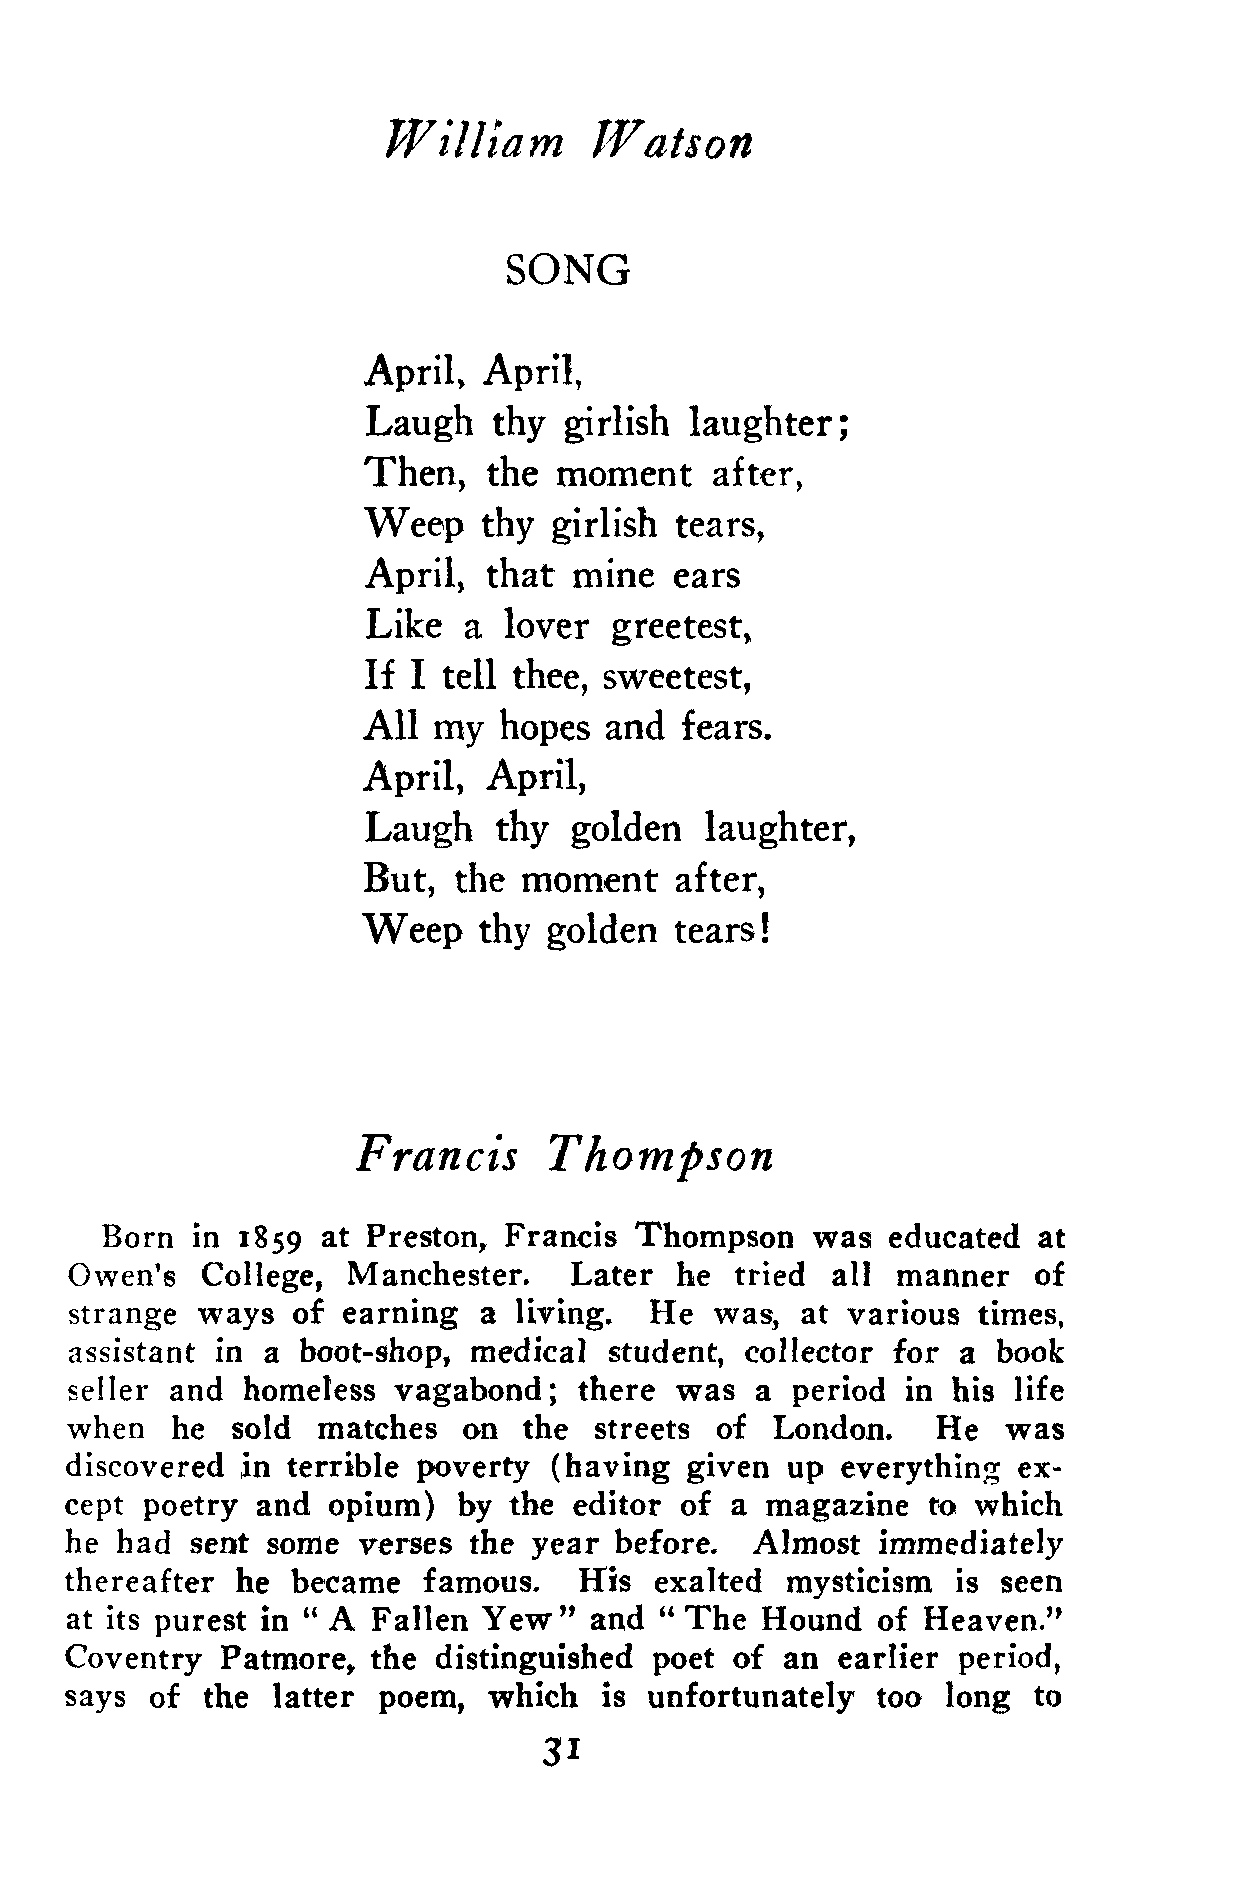 William Watson
SONG
April, April,
Laugh thy girlish laughter;
Then, the moment after,
Weep thy girlish tears,
April, that mine ears
Like a lover greetest,
If I tell thee, sweetest,
All my hopes and fears.
April, April,
Laugh thy golden laughter,
But, the moment after,
Weep thy golden tears!
Francis Thompson
Born in 1859 at Preston, Francis Thompson was educated at
Owen's College, Manchester. Later he tried all manner of
strange ways of earning a living. He was, at various times,
assistant in a boot-shop, medical student, collector for a book
seller and homeless vagabond; there was a period in his life
when he sold matches on the streets of London. He was
discovered in terrible poverty (having given up everything ex-
cept poetry and opium) by the editor of a magazine to which
he had sent some verses the year before. Almost immediately
thereafter he became famous. His exalted mysticism is seen
at its purest in " A Fallen Yew" and " The Hound of Heaven."
Coventry Patmore, the distinguished poet of an earlier period,
says of the latter poem, which is unfortunately too long to
31